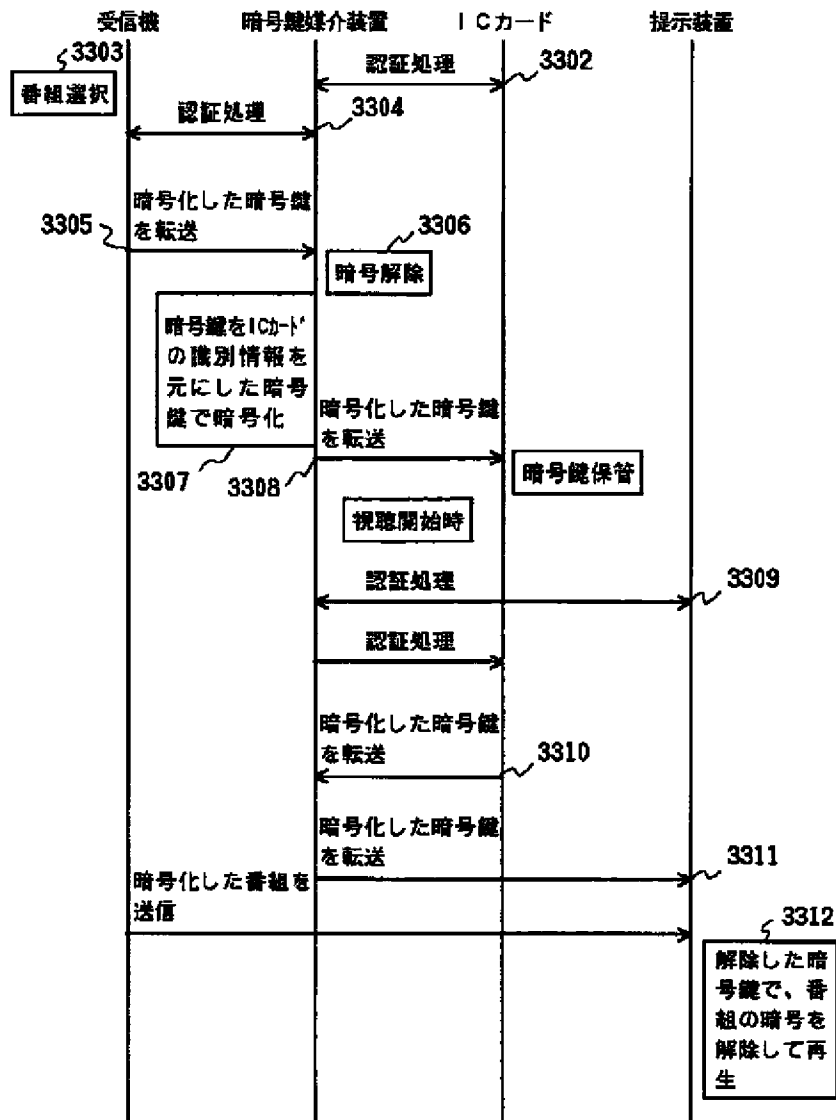 受信機 暗号鍵媒介装置 ICカード 提示装置
3303
番組選択
認証処理
3302
認証処理
3304
暗号化した暗号鍵
を転送
3305
3306
暗号解除
暗号鍵をICカード
の識別情報を
元にした暗号
鍵で暗号化
3307
暗号化した暗号鍵
を転送
3308
暗号鍵保管
視聴開始時
認証処理
3309
認証処理
暗号化した暗号鍵
を転送
3310
暗号化した暗号鍵
を転送
3311
暗号化した番組を
送信
3312
解除した暗
号鍵で、番
組の暗号を
解除して再
生